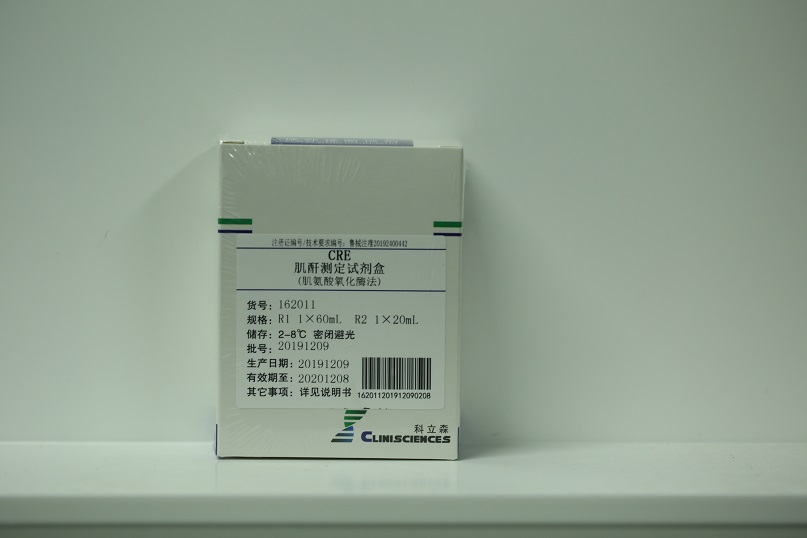 注册证编号/技术要求编号：鲁械注准20192400442
CRE
肌酐测定试剂盒
(肌氨酸氧化酶法)
货号：162011
规格：R1 1×60mL R2 1×20mL
储存：2-8℃ 密闭避光
批号：20191209
生产日期：20191209
有效期至：20201208
其它事项：详见说明书
162011201912090208
科立森
CLINISCIENCES